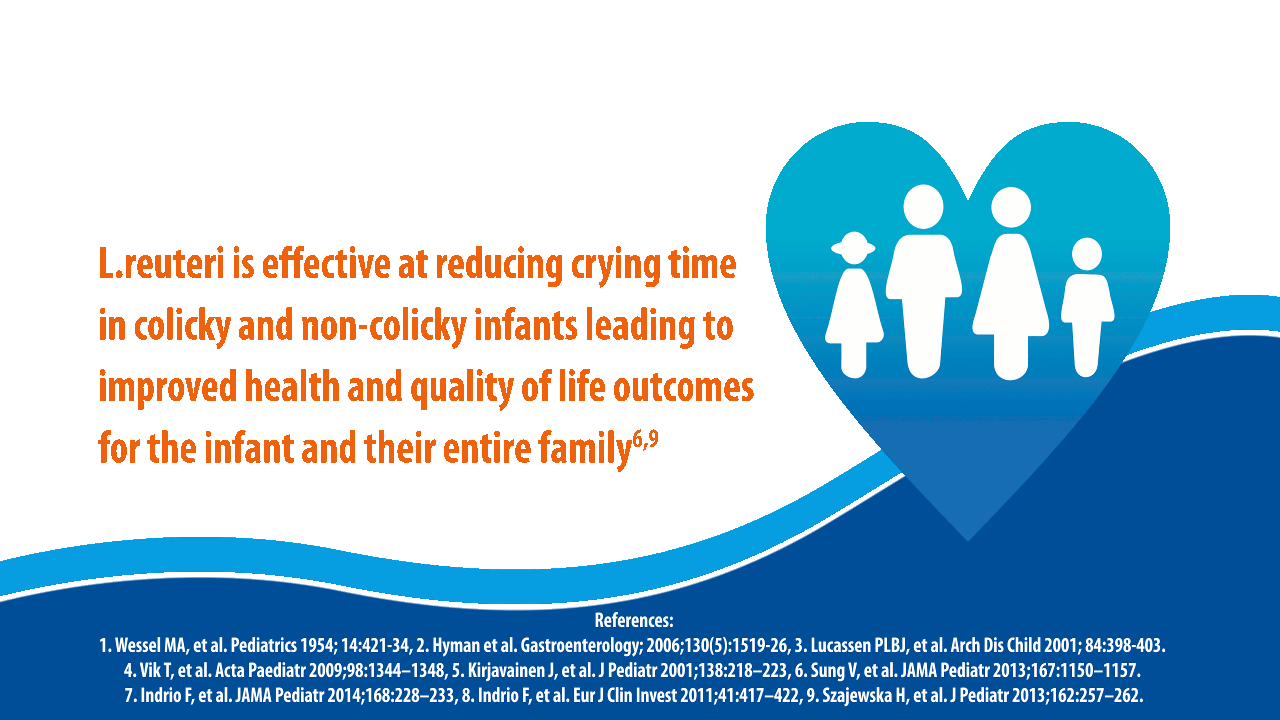 L.reuteri is effective at reducing crying time
in colicky and non-colicky infants leading to
improved health and quality of life outcomes
for the infant and their entire family6,9
References:
1. Wessel MA, et al. Pediatrics 1954; 14:421-34, 2. Hyman et al. Gastroenterology; 2006;130(5):1519-26, 3. Lucassen PLBJ, et al. Arch Dis Child 2001; 84:398-403.
4. Vik T, et al. Acta Paediatr 2009;98:1344–1348, 5. Kirjavainen J, et al. J Pediatr 2001;138:218–223, 6. Sung V, et al. JAMA Pediatr 2013;167:1150–1157.
7. Indrio F, et al. JAMA Pediatr 2014;168:228–233, 8. Indrio F, et al. Eur J Clin Invest 2011;41:417–422, 9. Szajewska H, et al. J Pediatr 2013;162:257–262.